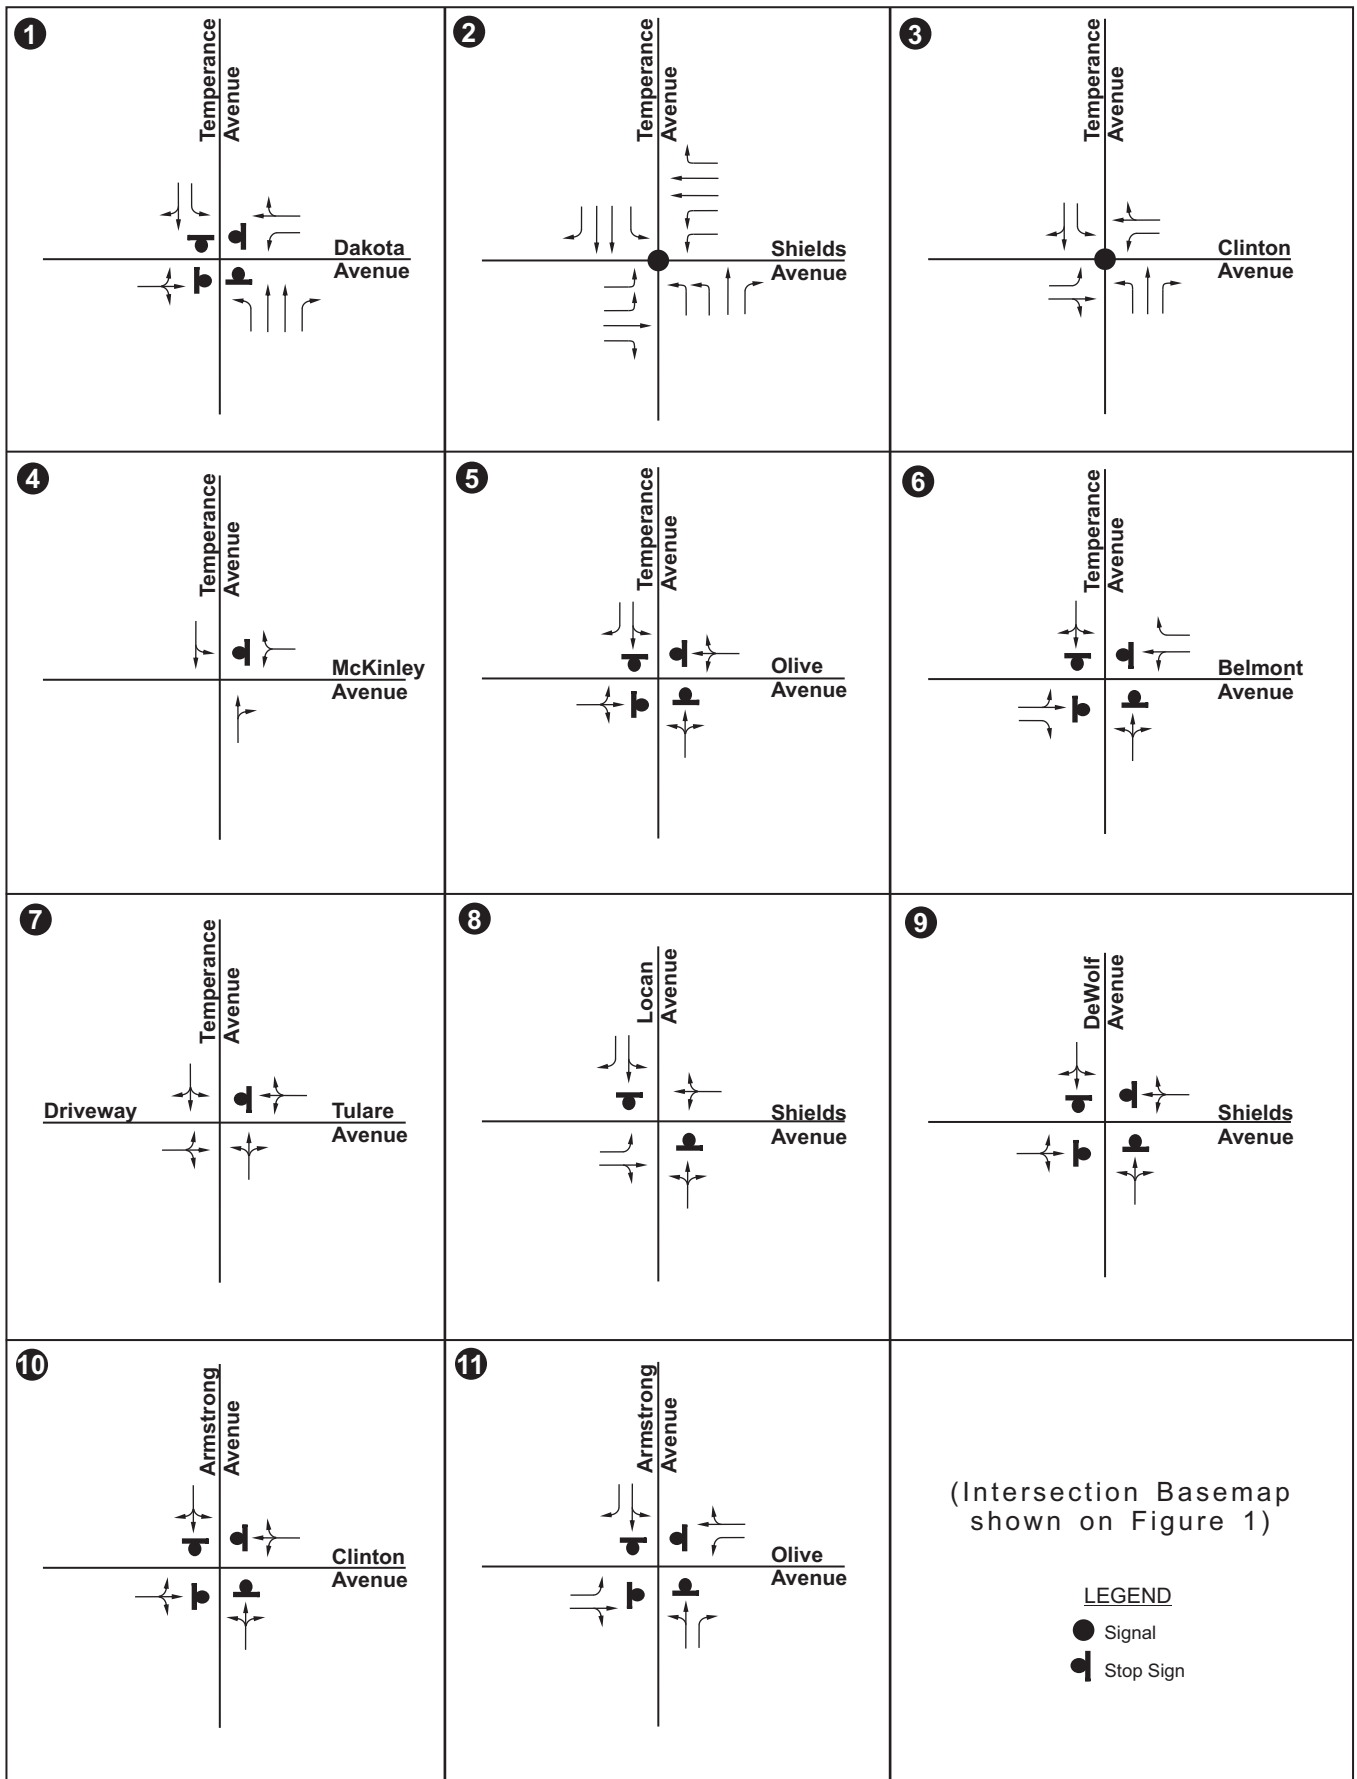 1
Temperance
Avenue
Dakota
Avenue
2
Temperance
Avenue
Shields
Avenue
3
Temperance
Avenue
Clinton
Avenue
4
Temperance
Avenue
McKinley
Avenue
5
Temperance
Avenue
Olive
Avenue
6
Temperance
Avenue
Belmont
Avenue
7
Temperance
Avenue
Driveway
Tulare
Avenue
8
Locan
Avenue
Shields
Avenue
9
DeWolf
Avenue
Shields
Avenue
10
Armstrong
Avenue
Clinton
Avenue
11
Armstrong
Avenue
Olive
Avenue
(Intersection Basemap
shown on Figure 1)
LEGEND
Signal
Stop Sign